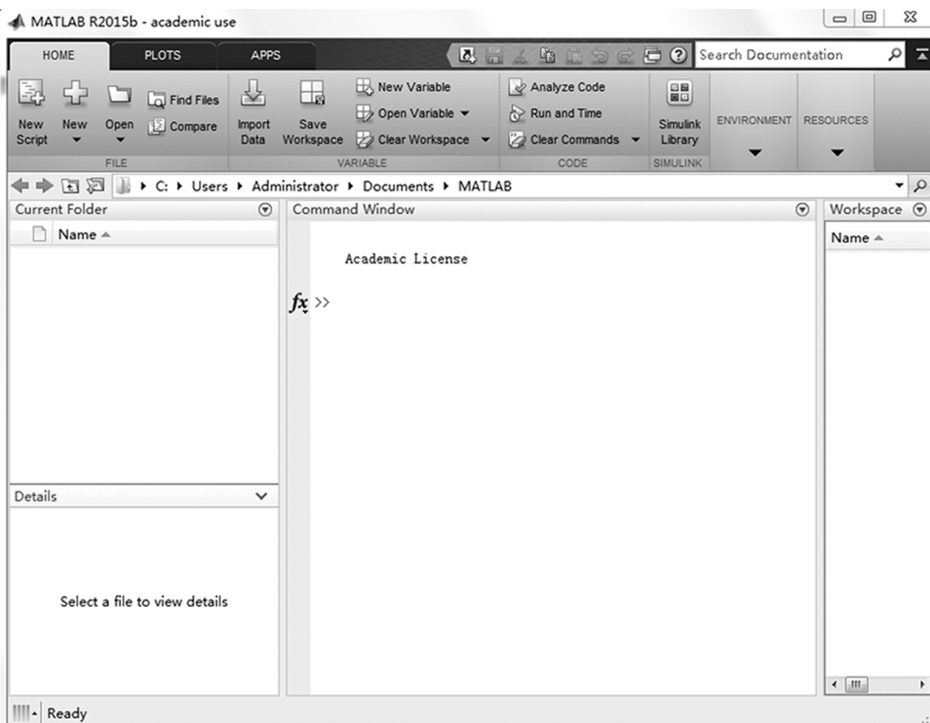 MATLAB R2015b - academic use
HOME PLOTS APPS
Search Documentation
New Script
New
Open
Find Files
Compare
FILE
Import Data
Save Workspace
New Variable
Open Variable
Clear Workspace
VARIABLE
Analyze Code
Run and Time
Clear Commands
CODE
Simulink Library
SIMULINK
ENVIRONMENT
RESOURCES
C: Users Administrator Documents MATLAB
Current Folder
Name
Command Window
Academic License
fx >>
Workspace
Name
Details
Select a file to view details
Ready